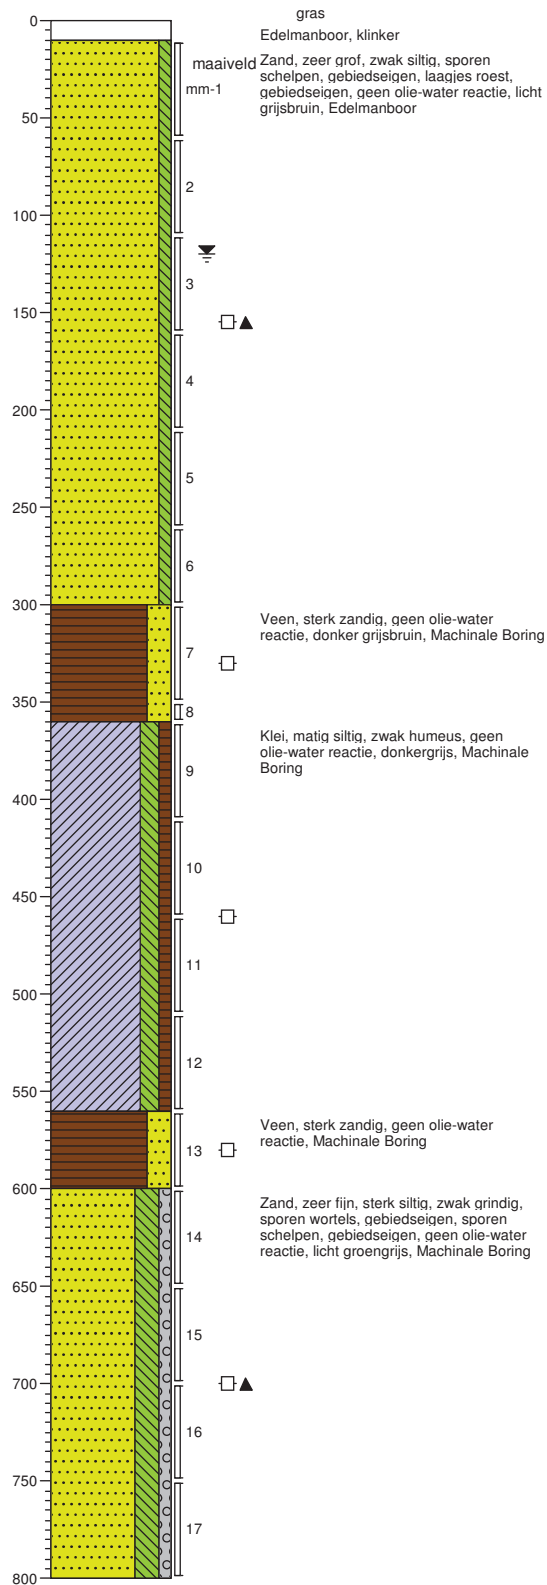 gras
0
Edelmanboor, klinker
maaiveld
Zand, zeer grof, zwak siltig, sporen
schelpen, gebiedseigen, laagjes roest,
gebiedseigen, geen olie-water reactie, licht
grijsbruin, Edelmanboor
mm-1
50
2
100
3
150
4
200
5
250
6
300
Veen, sterk zandig, geen olie-water
reactie, donker grijsbruin, Machinale Boring
7
350
8
Klei, matig siltig, zwak humeus, geen
olie-water reactie, donkergrijs, Machinale
Boring
9
400
10
450
11
500
12
550
Veen, sterk zandig, geen olie-water
reactie, Machinale Boring
13
600
Zand, zeer fijn, sterk siltig, zwak grindig,
sporen wortels, gebiedseigen, sporen
schelpen, gebiedseigen, geen olie-water
reactie, licht groengrijs, Machinale Boring
14
650
15
700
16
750
17
800